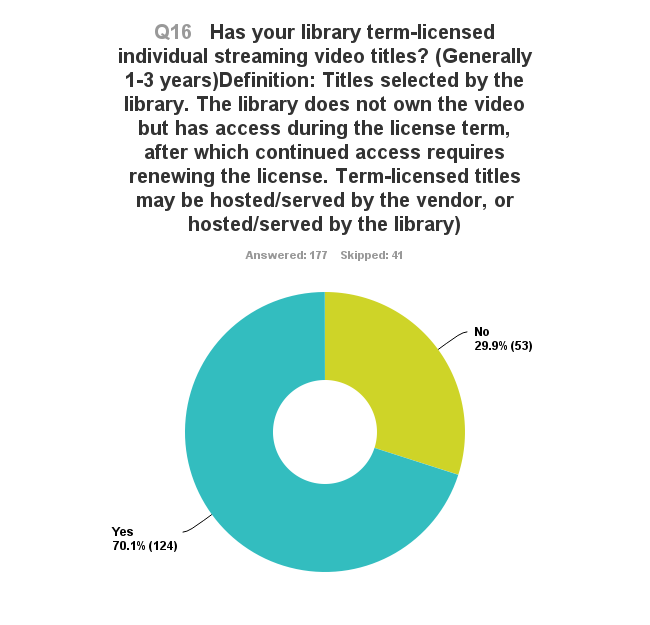 Q16 Has your library term-licensed
individual streaming video titles? (Generally
1-3 years)Definition: Titles selected by the
library. The library does not own the video
but has access during the license term,
after which continued access requires
renewing the license. Term-licensed titles
may be hosted/served by the vendor, or
hosted/served by the library)
Answered: 177 Skipped: 41
No
29.9% (53)
Yes
70.1% (124)